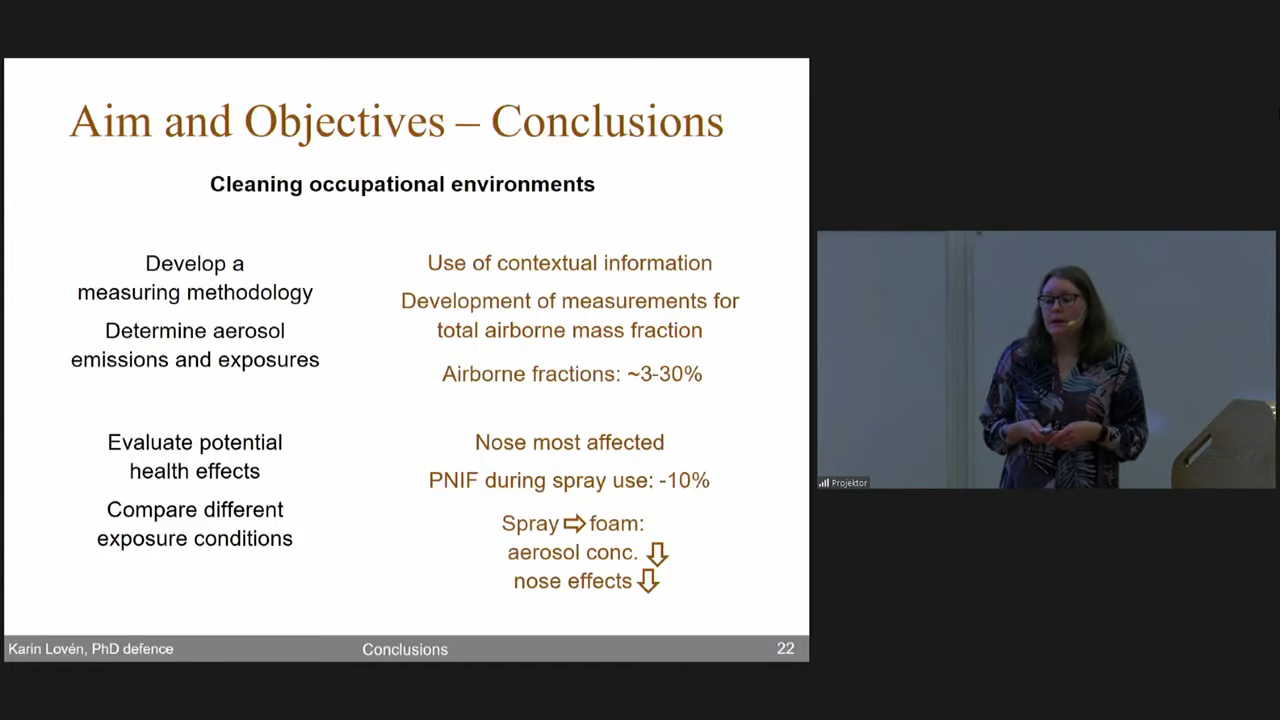 Aim and Objectives – Conclusions
Cleaning occupational environments
Develop a
measuring methodology
Determine aerosol
emissions and exposures
Use of contextual information
Development of measurements for
total airborne mass fraction
Airborne fractions: ~3-30%
Evaluate potential
health effects
Compare different
exposure conditions
Nose most affected
PNIF during spray use: -10%
Spray ⇨ foam:
aerosol conc. ⇩
nose effects ⇩
Karin Lovén, PhD defence
Conclusions
22
Projektor